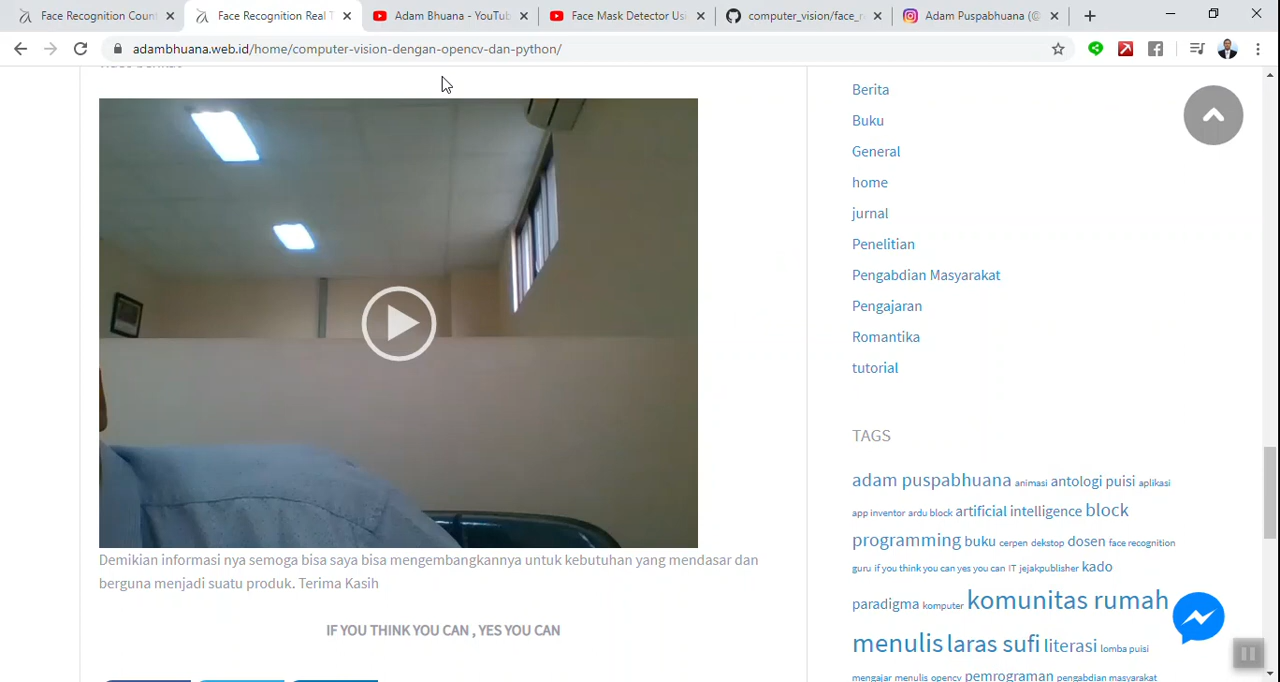 Face Recognition Coun
Face Recognition Real T
Adam Bhuana - YouTub
Face Mask Detector Usi
computer_vision/face_r
Adam Puspabhuana (@
adambhuana.web.id/home/computer-vision-dengan-opencv-dan-python/
Berita
Buku
General
home
jurnal
Penelitian
Pengabdian Masyarakat
Pengajaran
Romantika
tutorial
TAGS
adam puspabhuana animasi antologi puisi aplikasi
app inventor ardu block artificial intelligence block
programming buku cerpen dekstop dosen face recognition
guru if you think you can yes you can IT jejakpublisher kado
paradigma komputer komunitas rumah
menulis laras sufi literasi lomba puisi
mengajar menulis opencv pemrograman pengabdian masyarakat
Demikian informasi nya semoga bisa saya bisa mengembangkannya untuk kebutuhan yang mendasar dan
berguna menjadi suatu produk. Terima Kasih
IF YOU THINK YOU CAN , YES YOU CAN